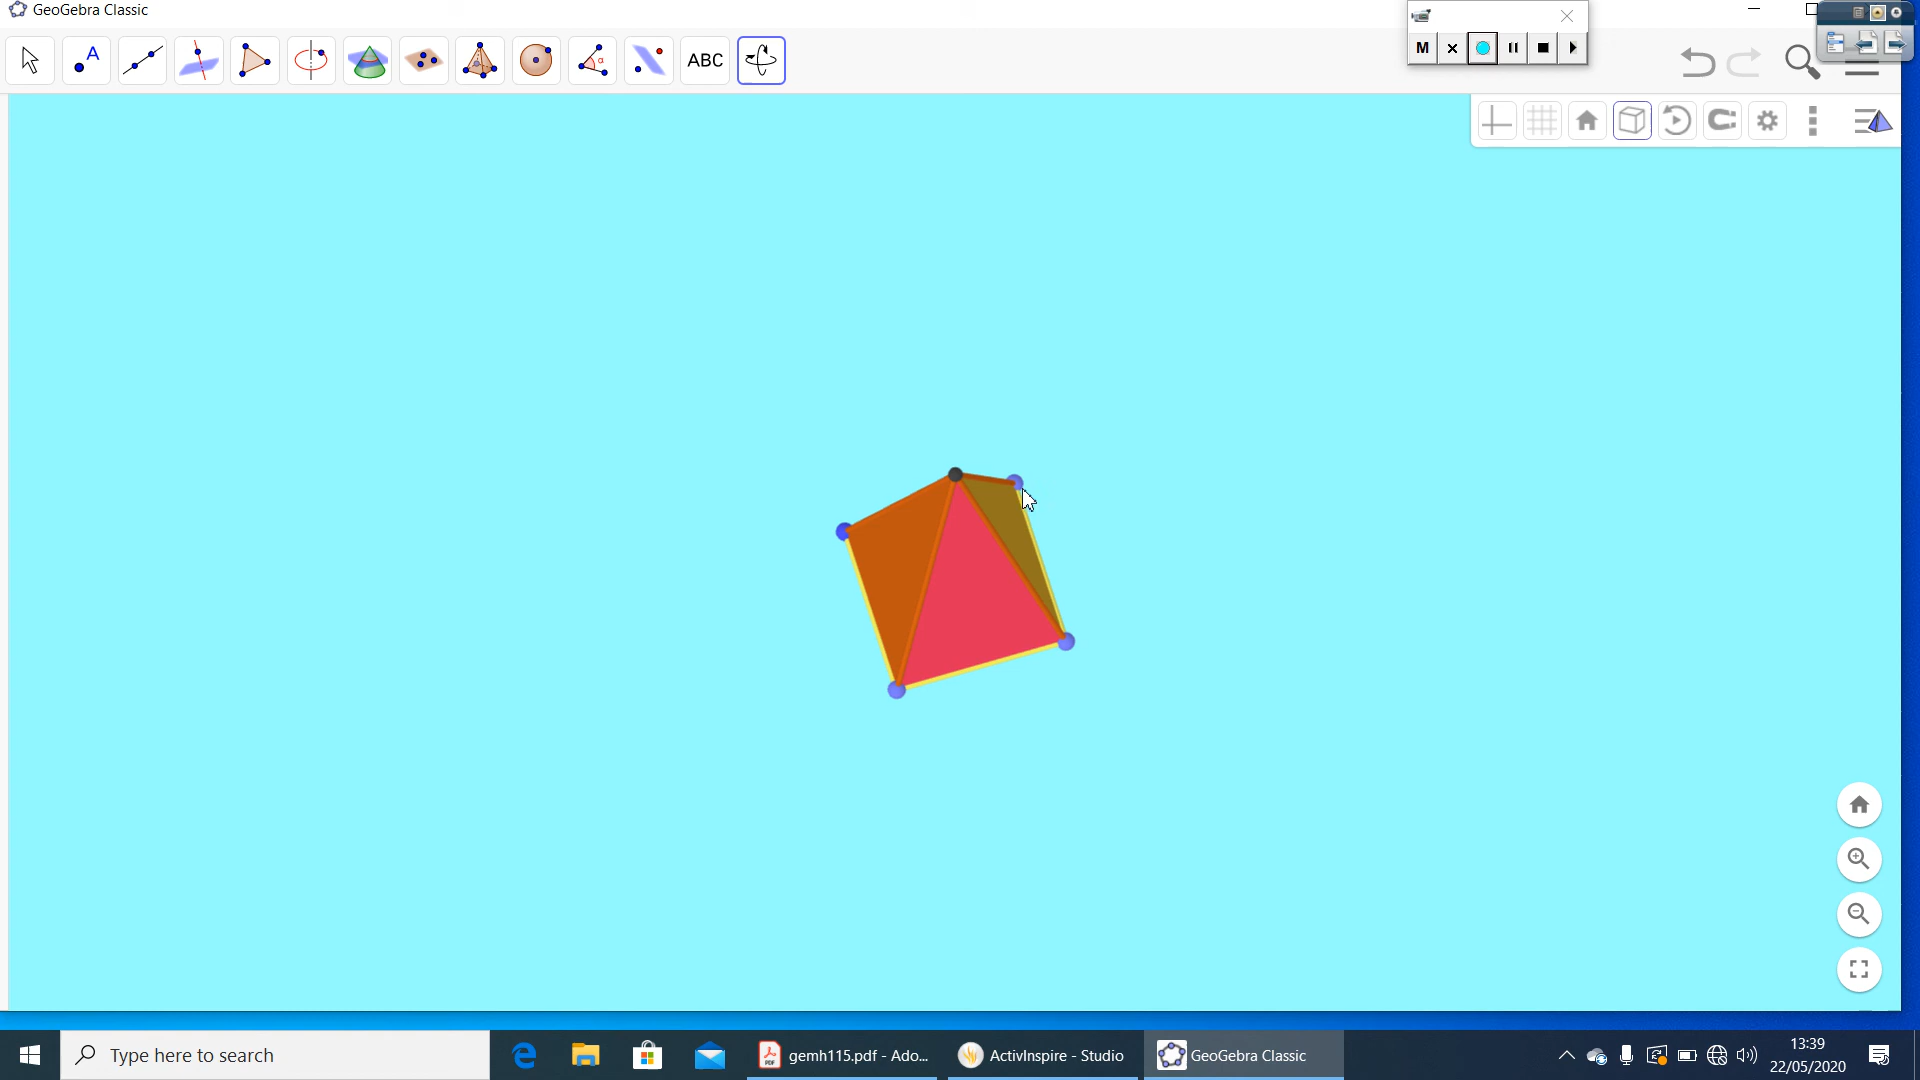 GeoGebra Classic
M
A
α
ABC
Type here to search
gemh115.pdf - Ado...
ActivInspire - Studio
GeoGebra Classic
13:39
22/05/2020